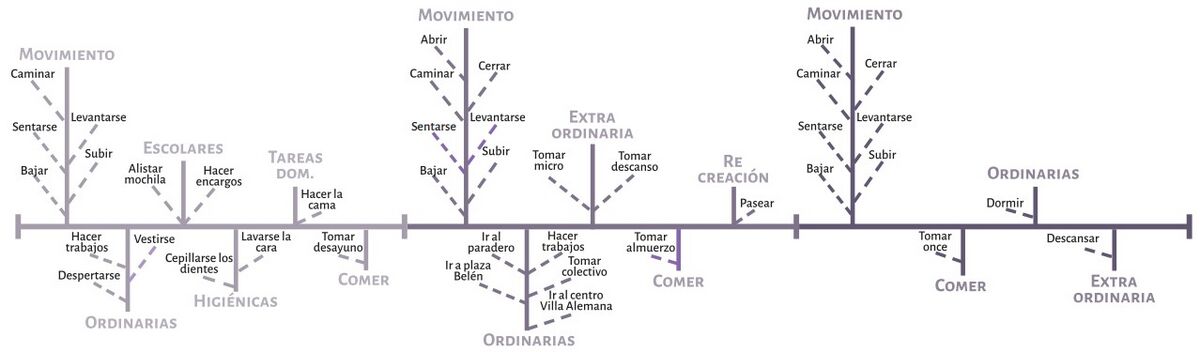 MOVIMIENTO
Caminar
Sentarse
Levantarse
Bajar
Subir
ESCOLARES
Alistar
mochila
Hacer
encargos
TAREAS
DOM.
Hacer la
cama
Hacer
trabajos
Vestirse
Despertarse
ORDINARIAS
Lavarse la
cara
Cepillarse los
dientes
HIGIÉNICAS
Tomar
desayuno
COMER
MOVIMIENTO
Abrir
Cerrar
Caminar
Sentarse
Levantarse
Bajar
Subir
EXTRA
ORDINARIA
Tomar
micro
Tomar
descanso
RE
CREACIÓN
Pasear
Ir al
paradero
Hacer
trabajos
Ir a plaza
Belén
Tomar
colectivo
Ir al centro
Villa Alemana
ORDINARIAS
Tomar
almuerzo
COMER
MOVIMIENTO
Abrir
Cerrar
Caminar
Sentarse
Levantarse
Bajar
Subir
ORDINARIAS
Dormir
Tomar
once
COMER
Descansar
EXTRA
ORDINARIA